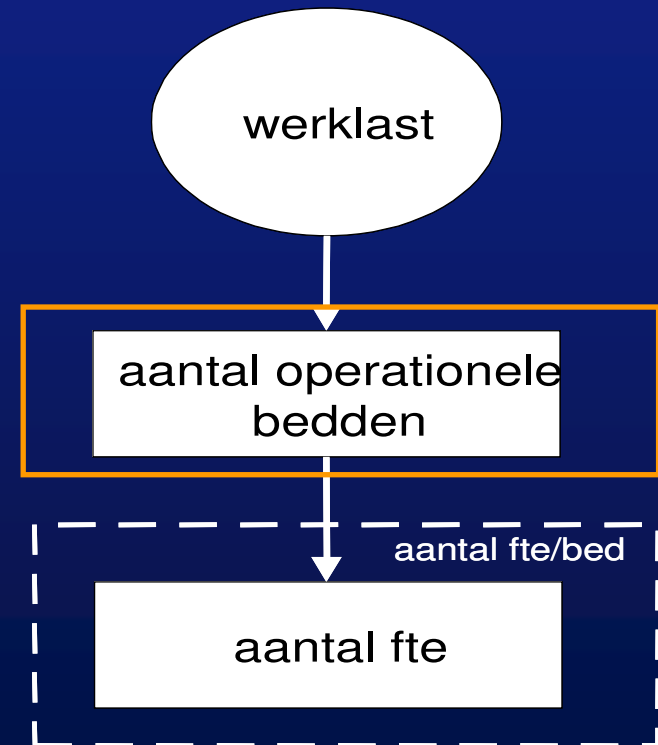 werklast
aantal operationele
bedden
aantal fte/bed
aantal fte